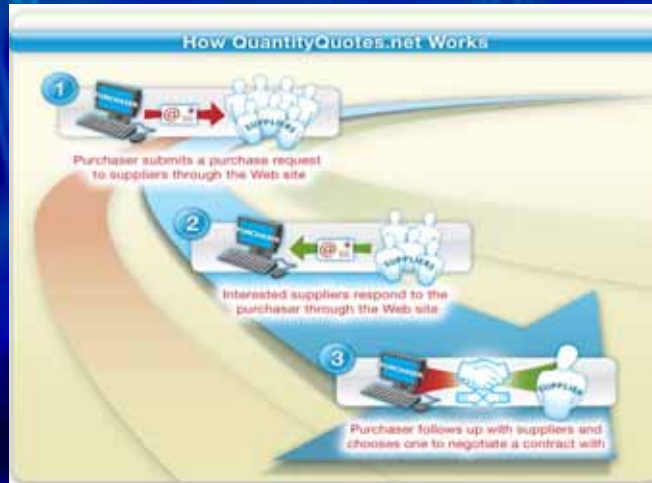 How QuantityQuotes.net Works
1
PURCHASER
@
SUPPLIERS
Purchaser submits a purchase request
to suppliers through the Web site
2
PURCHASER
@
SUPPLIERS
Interested suppliers respond to the
purchaser through the Web site
3
PURCHASER
SUPPLIER
Purchaser follows up with suppliers and
chooses one to negotiate a contract with